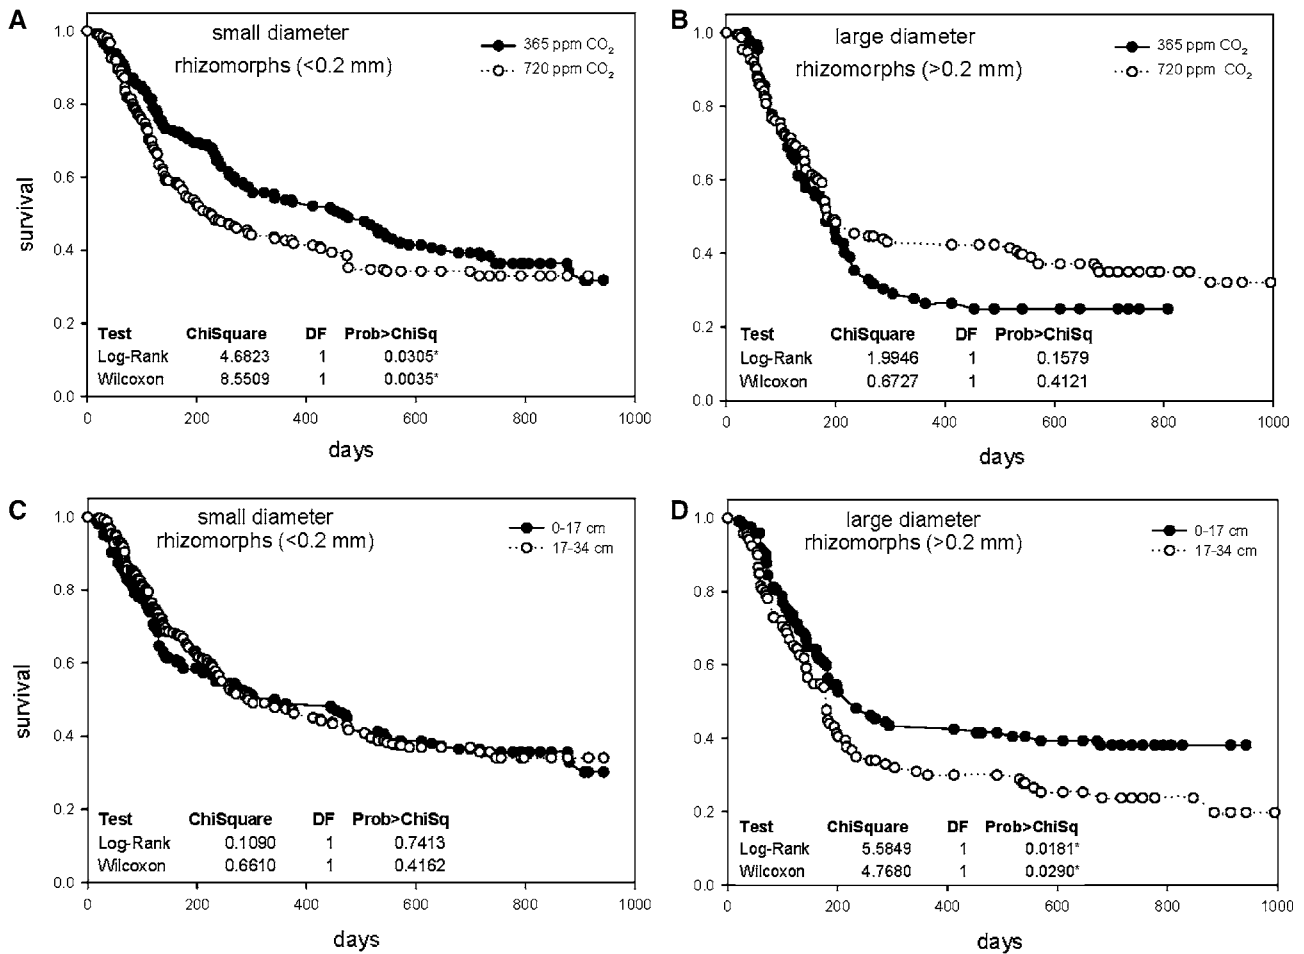 A
small diameter
rhizomorphs (<0.2 mm)
365 ppm CO2
720 ppm CO2
1.0
0.8
0.6
0.4
0.2
0.0
survival
Test ChiSquare DF Prob>ChiSq
Log-Rank 4.6823 1 0.0305*
Wilcoxon 8.5509 1 0.0035*
0 200 400 600 800 1000
days
B
large diameter
rhizomorphs (>0.2 mm)
365 ppm CO2
720 ppm CO2
1.0
0.8
0.6
0.4
0.2
0.0
Test ChiSquare DF Prob>ChiSq
Log-Rank 1.9946 1 0.1579
Wilcoxon 0.6727 1 0.4121
0 200 400 600 800 1000
days
C
small diameter
rhizomorphs (<0.2 mm)
0-17 cm
17-34 cm
1.0
0.8
0.6
0.4
0.2
0.0
survival
Test ChiSquare DF Prob>ChiSq
Log-Rank 0.1090 1 0.7413
Wilcoxon 0.6610 1 0.4162
0 200 400 600 800 1000
days
D
large diameter
rhizomorphs (>0.2 mm)
0-17 cm
17-34 cm
1.0
0.8
0.6
0.4
0.2
0.0
Test ChiSquare DF Prob>ChiSq
Log-Rank 5.5849 1 0.0181*
Wilcoxon 4.7680 1 0.0290*
0 200 400 600 800 1000
days